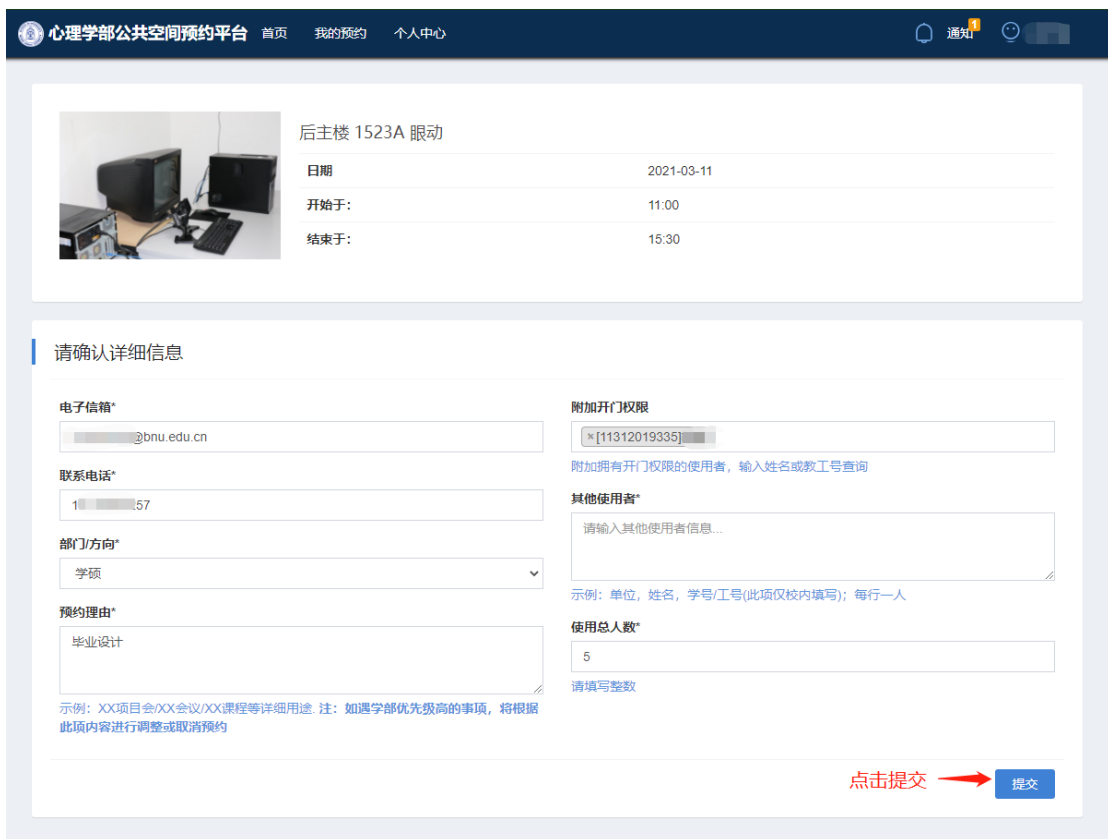 心理学部公共空间预约平台 首页 我的预约 个人中心 通知 1
后主楼 1523A 眼动
日期 2021-03-11
开始于： 11:00
结束于： 15:30
请确认详细信息
电子信箱*
@bnu.edu.cn
联系电话*
1 57
部门/方向*
学硕
预约理由*
毕业设计
示例：XX项目会/XX会议/XX课程等详细用途. 注：如遇学部优先级高的事项，将根据
此项内容进行调整或取消预约
附加开门权限
×[11312019335]
附加拥有开门权限的使用者，输入姓名或教工号查询
其他使用者*
请输入其他使用者信息...
示例：单位，姓名，学号/工号(此项仅校内填写)；每行一人
使用总人数*
5
请填写整数
点击提交
提交